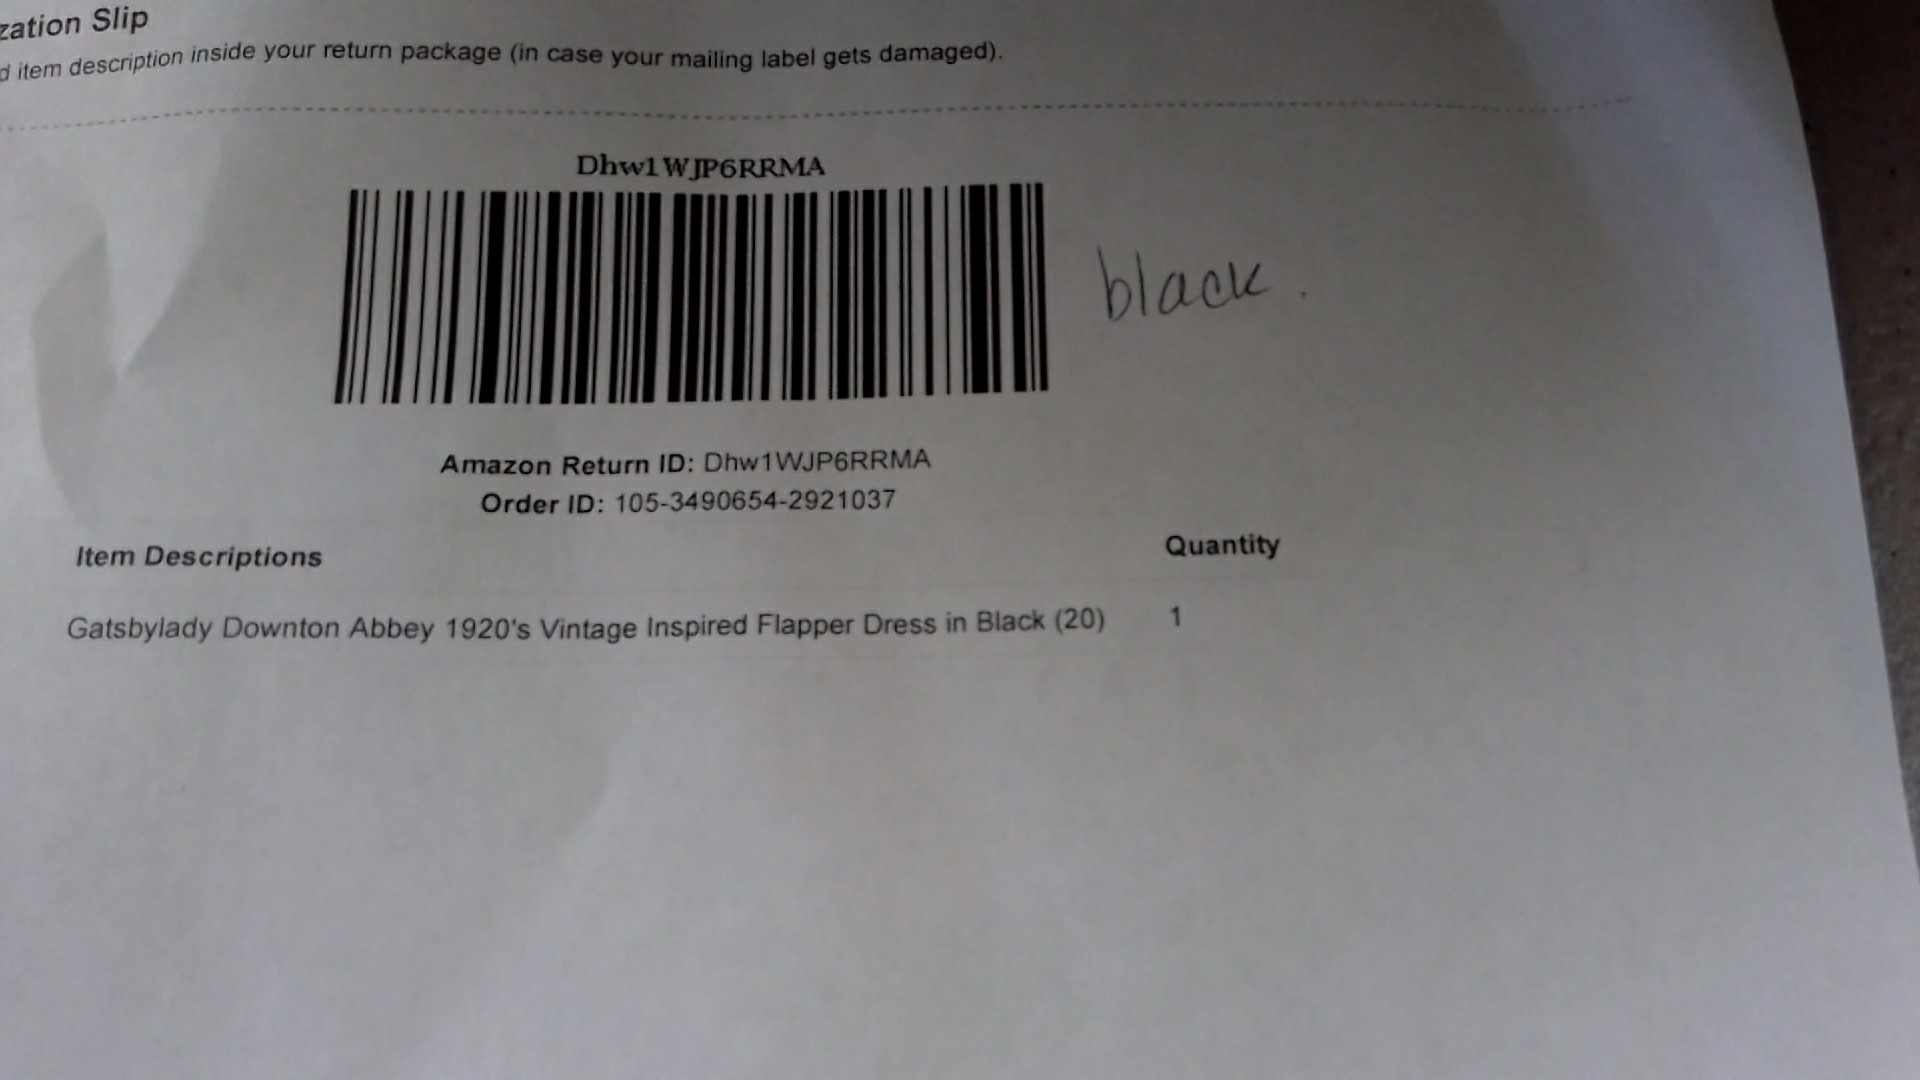 zation Slip
d item description inside your return package (in case your mailing label gets damaged).
Dhw1WJP6RRMA
black.
Amazon Return ID: Dhw1WJP6RRMA
Order ID: 105-3490654-2921037
Item Descriptions Quantity
Gatsbylady Downton Abbey 1920's Vintage Inspired Flapper Dress in Black (20) 1